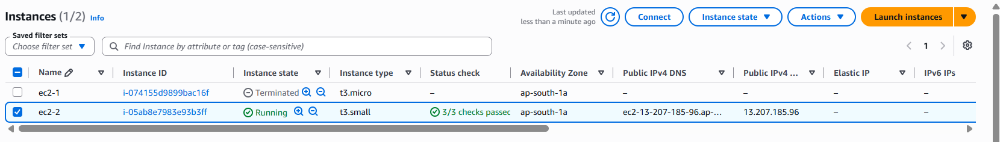 Instances (1/2) Info
Last updated
less than a minute ago
Connect
Instance state
Actions
Launch instances
Saved filter sets
Choose filter set
Find Instance by attribute or tag (case-sensitive)
1
Name Instance ID Instance state Instance type Status check Availability Zone Public IPv4 DNS Public IPv4 ... Elastic IP IPv6 IPs
ec2-1 i-074155d9899bac16f Terminated t3.micro – ap-south-1a – – – –
ec2-2 i-05ab8e7983e93b3ff Running t3.small 3/3 checks passec ap-south-1a ec2-13-207-185-96.ap-... 13.207.185.96 – –